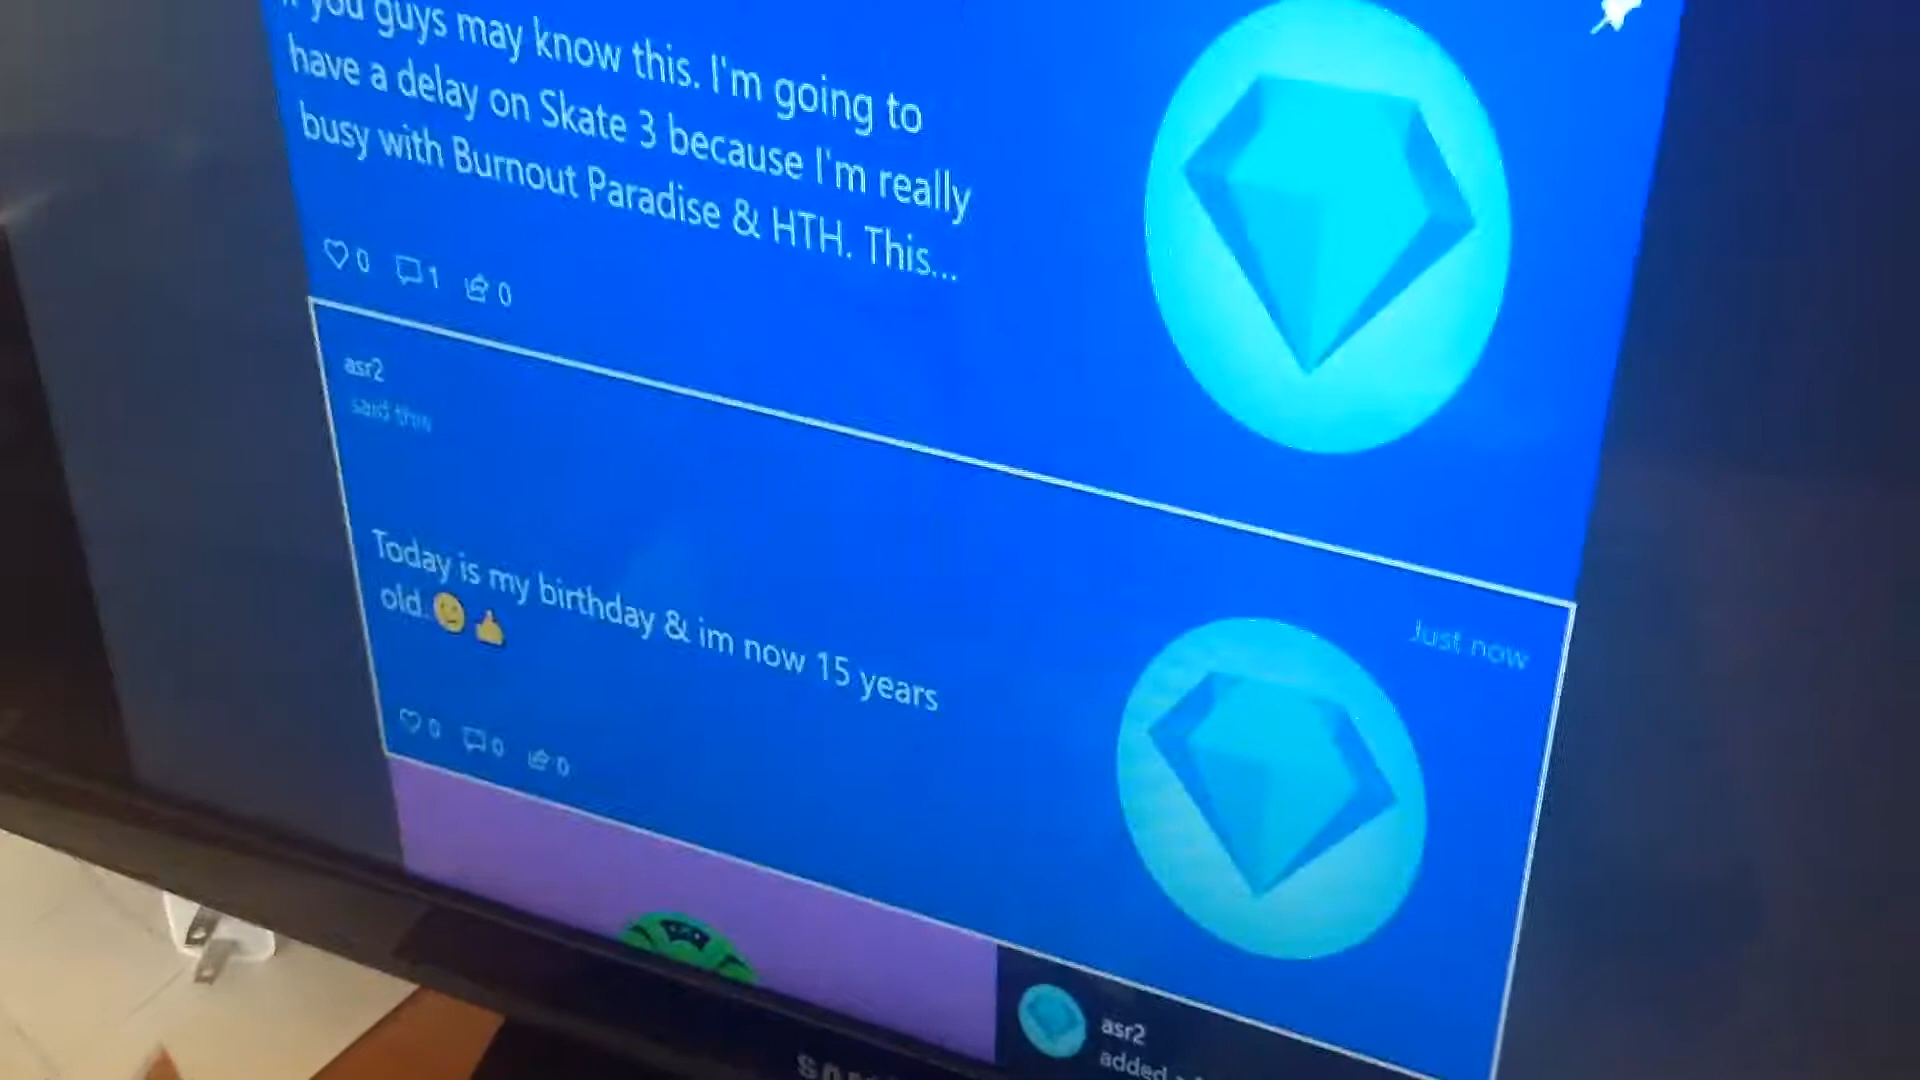 you guys may know this. I'm going to
have a delay on Skate 3 because I'm really
busy with Burnout Paradise & HTH. This...
0 1 0
asr2
said this
Just now
Today is my birthday & im now 15 years
old.😉👍
0 0 0
asr2
added